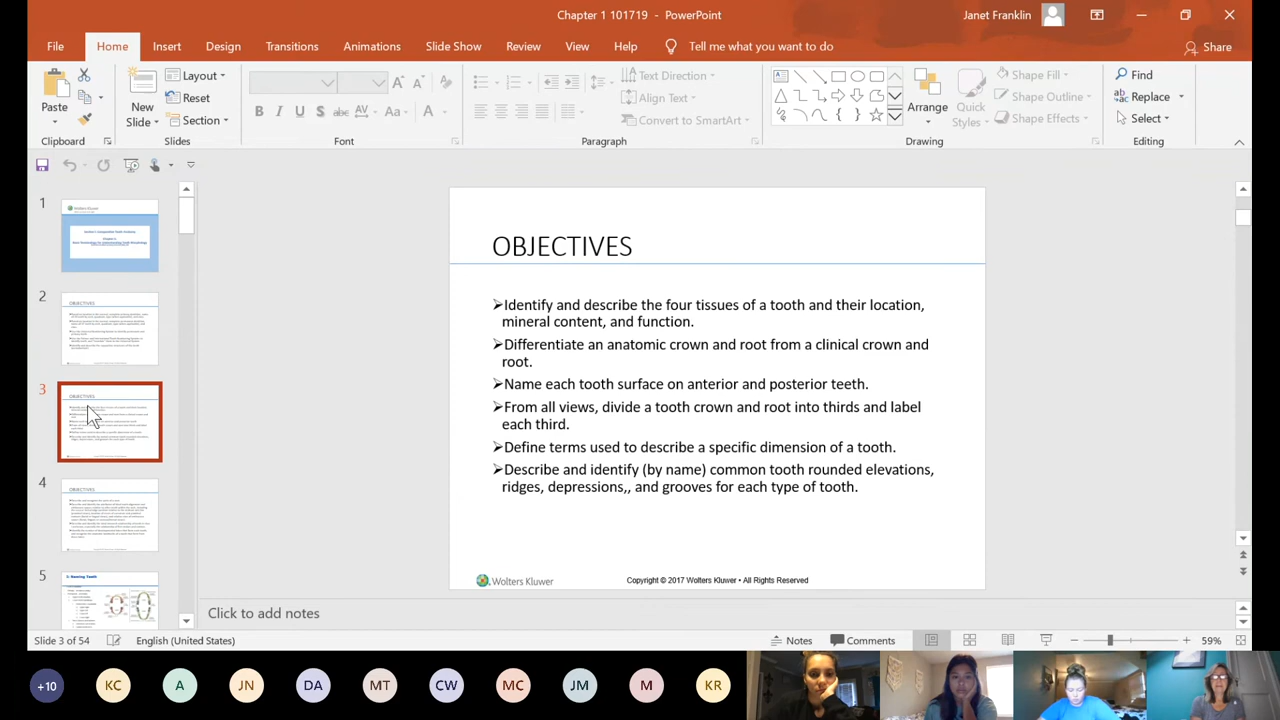 Chapter 1 101719 - PowerPoint
Janet Franklin
File Home Insert Design Transitions Animations Slide Show Review View Help Tell me what you want to do Share
Paste
New Slide
Layout
Reset
Section
Text Direction
Align Text
Convert to SmartArt
Arrange
Quick Styles
Shape Fill
Shape Outline
Shape Effects
Find
Replace
Select
Clipboard Slides Font Paragraph Drawing Editing
1
2
OBJECTIVES
3
OBJECTIVES
4
OBJECTIVES
5
OBJECTIVES
➢Identify and describe the four tissues of a tooth and their location,
mineral content, and function.
➢Differentiate an anatomic crown and root from a clinical crown and
root.
➢Name each tooth surface on anterior and posterior teeth.
➢From all views, divide a tooth crown and root into thirds and label
each third.
➢Define terms used to describe a specific dimension of a tooth.
➢Describe and identify (by name) common tooth rounded elevations,
ridges, depressions,, and grooves for each type of tooth.
Wolters Kluwer
Copyright © 2017 Wolters Kluwer • All Rights Reserved
Click to add notes
Slide 3 of 54 English (United States) Notes Comments 59%
+10 KC A JN DA MT CW MC JM M KR